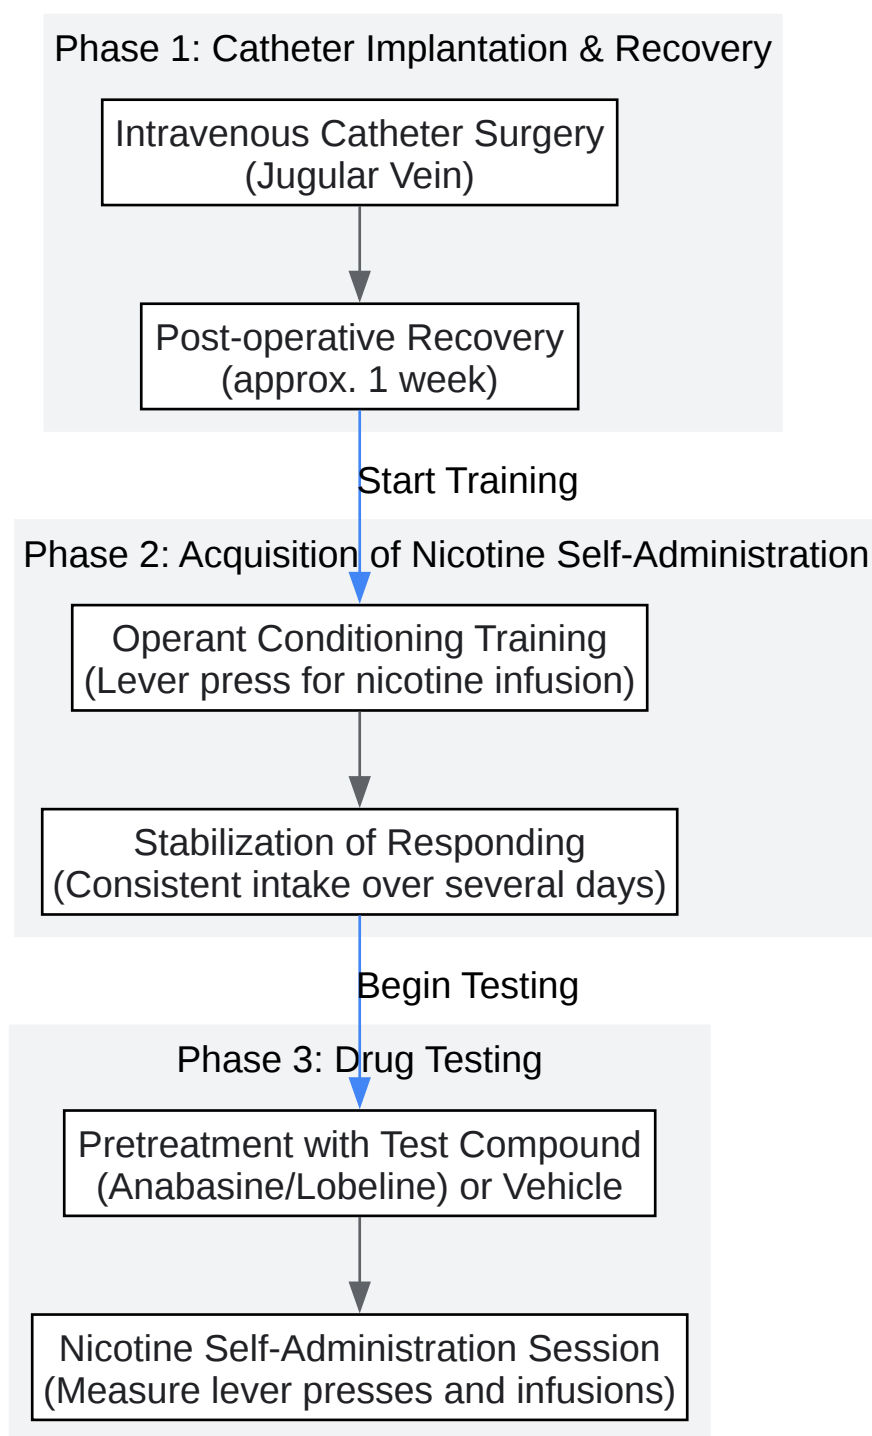 Phase 1: Catheter Implantation & Recovery
Intravenous Catheter Surgery
(Jugular Vein)
Post-operative Recovery
(approx. 1 week)
Start Training
Phase 2: Acquisition of Nicotine Self-Administration
Operant Conditioning Training
(Lever press for nicotine infusion)
Stabilization of Responding
(Consistent intake over several days)
Begin Testing
Phase 3: Drug Testing
Pretreatment with Test Compound
(Anabasine/Lobeline) or Vehicle
Nicotine Self-Administration Session
(Measure lever presses and infusions)